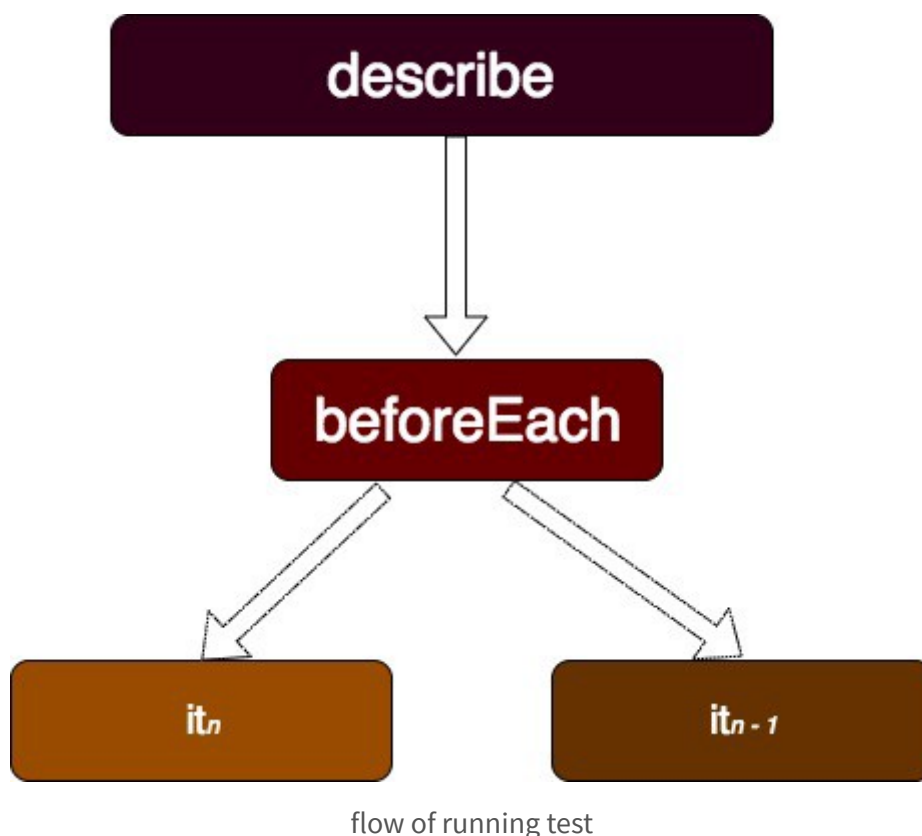 describe
beforeEach
itn
itn - 1
flow of running test